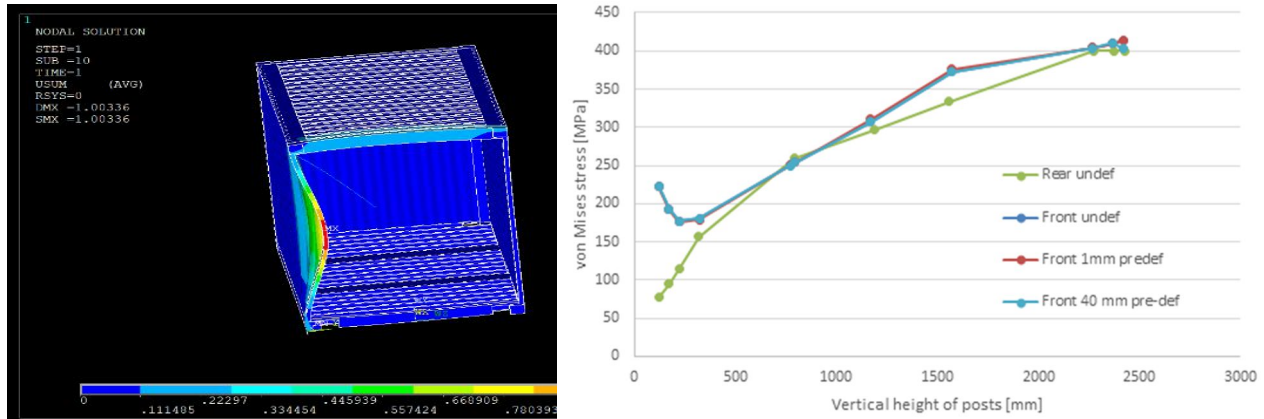 1
NODAL SOLUTION
STEP=1
SUB =10
TIME=1
USUM (AVG)
RSYS=0
DMX =1.00336
SMX =1.00336
MX
0 .22297 .445939 .668909
.111485 .334454 .557424 .780393
von Mises stress [MPa]
450
400
350
300
250
200
150
100
50
0
0 500 1000 1500 2000 2500 3000
Vertical height of posts [mm]
Rear undef
Front undef
Front 1mm predef
Front 40 mm pre-def